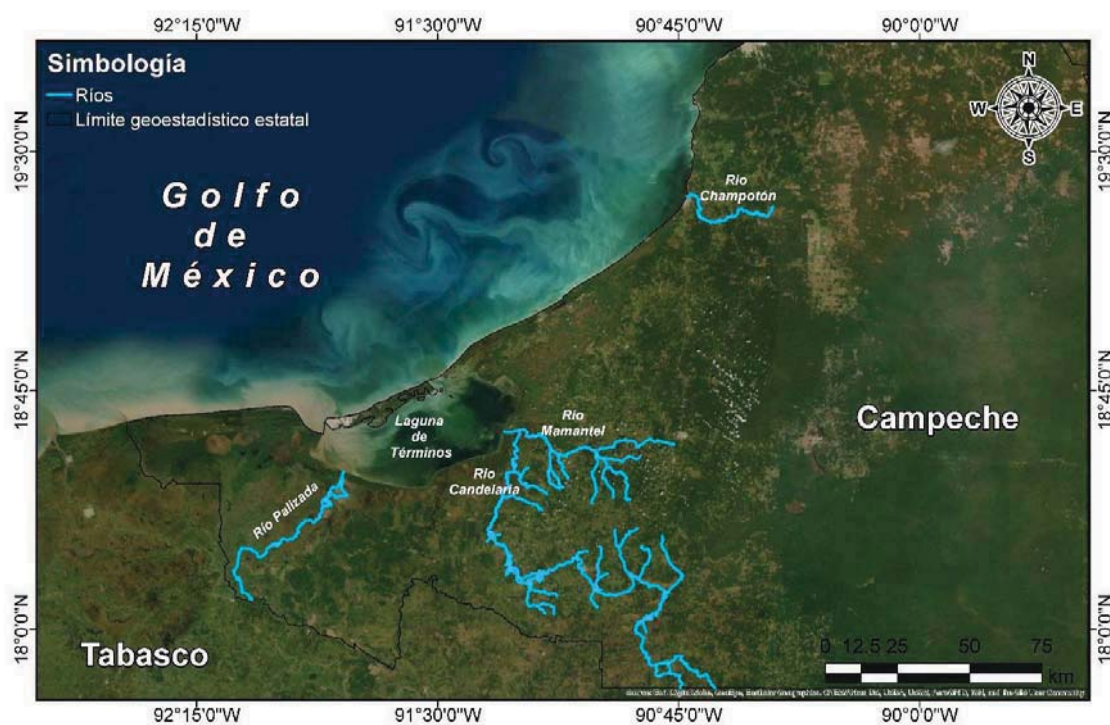 92°15'0"W 91°30'0"W 90°45'0"W 90°0'0"W
Simbología
Ríos
Límite geoestadístico estatal
N
W E
S
19°30'0"N 19°30'0"N
Golfo
de
México
Río
Champotón
18°45'0"N 18°45'0"N
Laguna
de
Términos
Río
Mamantel
Campeche
Río
Candelaria
Río Palizada
18°0'0"N 18°0'0"N
Tabasco
0 12.5 25 50 75
km
92°15'0"W 91°30'0"W 90°45'0"W 90°0'0"W